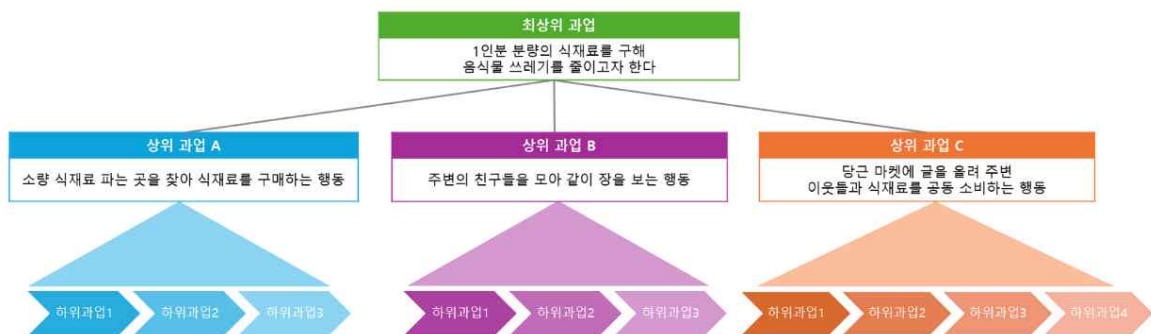 최상위 과업
1인분 분량의 식재료를 구해
음식물 쓰레기를 줄이고자 한다
상위 과업 A
소량 식재료 파는 곳을 찾아 식재료를 구매하는 행동
상위 과업 B
주변의 친구들을 모아 같이 장을 보는 행동
상위 과업 C
당근 마켓에 글을 올려 주변
이웃들과 식재료를 공동 소비하는 행동
하위과업1
하위과업2
하위과업3
하위과업1
하위과업2
하위과업3
하위과업1
하위과업2
하위과업3
하위과업4